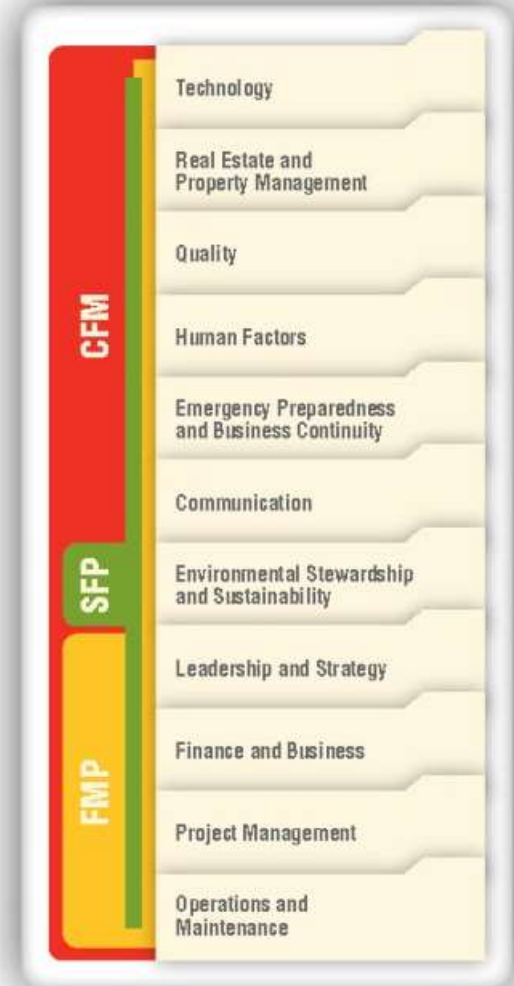 Technology
Real Estate and
Property Management
Quality
CFM
Human Factors
Emergency Preparedness
and Business Continuity
Communication
SFP
Environmental Stewardship
and Sustainability
Leadership and Strategy
Finance and Business
FMP
Project Management
Operations and
Maintenance